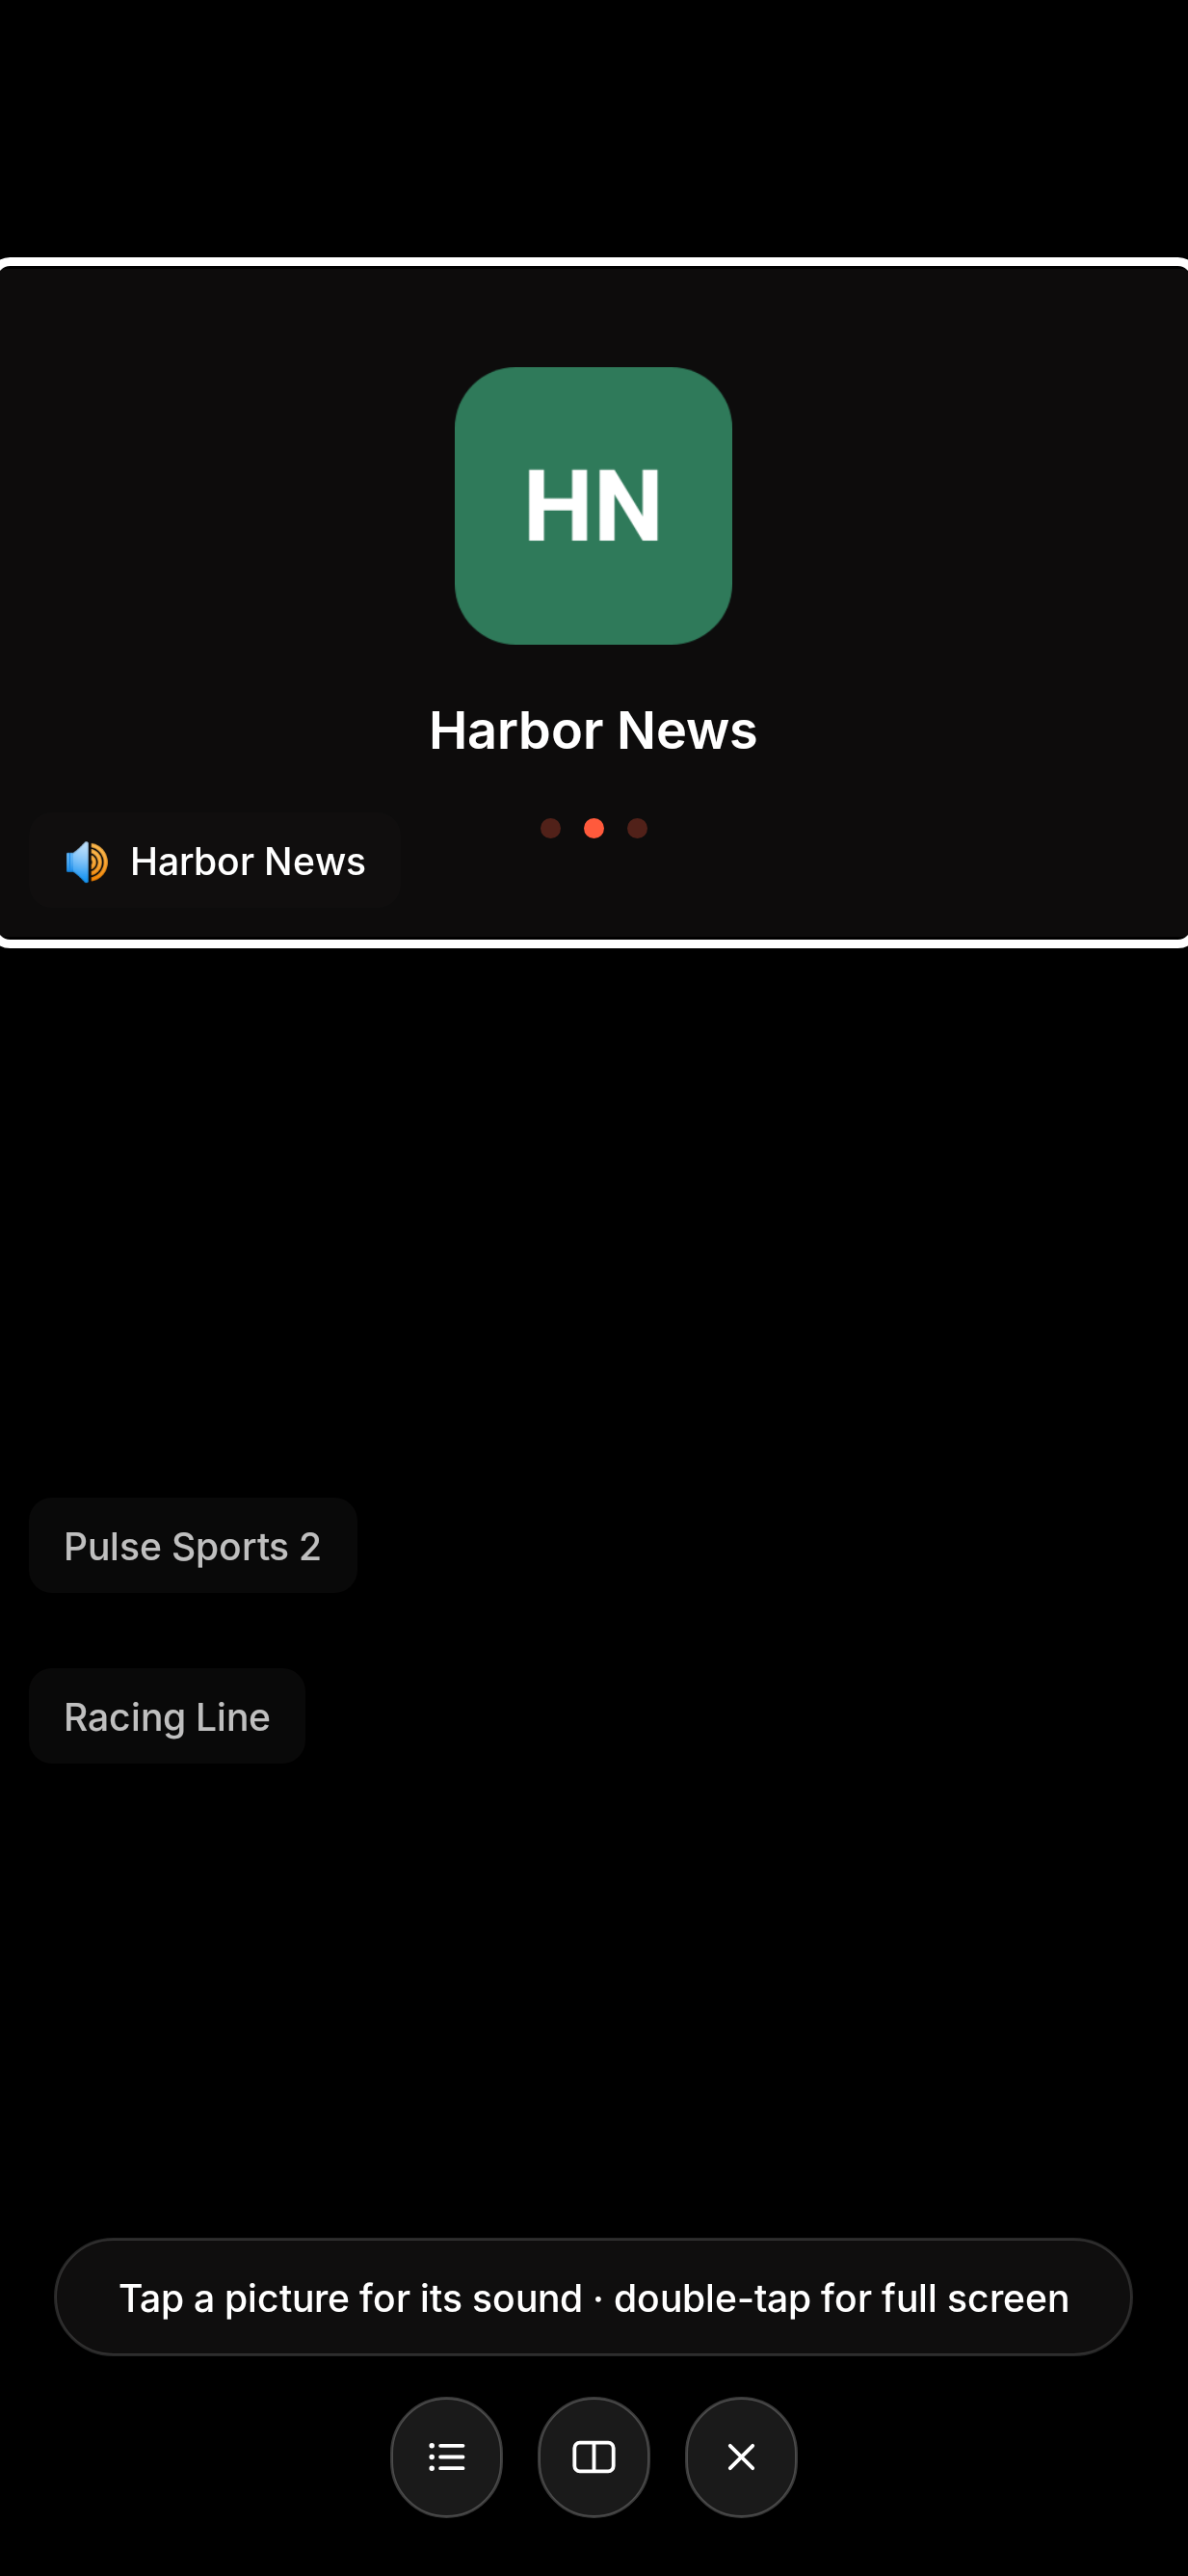 HN
Harbor News
Harbor News
Pulse Sports 2
Racing Line
Tap a picture for its sound · double-tap for full screen